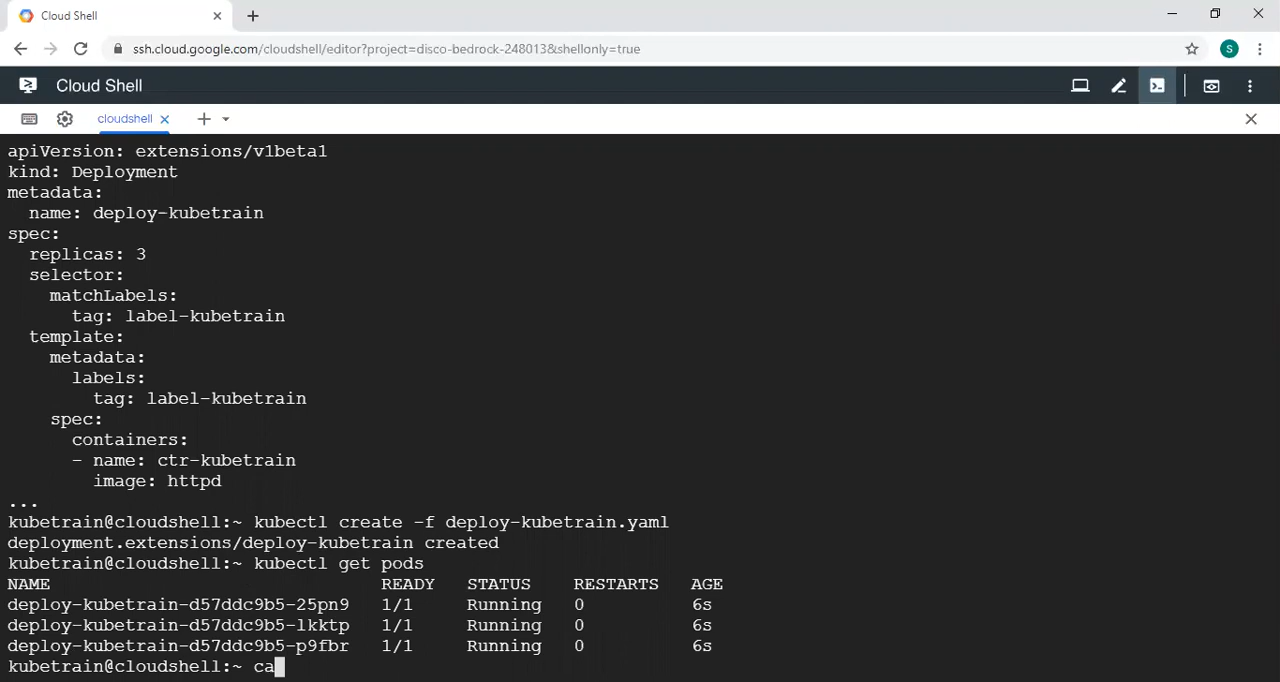 Cloud Shell
ssh.cloud.google.com/cloudshell/editor?project=disco-bedrock-248013&shellonly=true
S
Cloud Shell
cloudshell
apiVersion: extensions/v1beta1
kind: Deployment
metadata:
  name: deploy-kubetrain
spec:
  replicas: 3
  selector:
    matchLabels:
      tag: label-kubetrain
  template:
    metadata:
      labels:
        tag: label-kubetrain
    spec:
      containers:
      - name: ctr-kubetrain
        image: httpd
...
kubetrain@cloudshell:~ kubectl create -f deploy-kubetrain.yaml
deployment.extensions/deploy-kubetrain created
kubetrain@cloudshell:~ kubectl get pods
NAME READY STATUS RESTARTS AGE
deploy-kubetrain-d57ddc9b5-25pn9 1/1 Running 0 6s
deploy-kubetrain-d57ddc9b5-lkktp 1/1 Running 0 6s
deploy-kubetrain-d57ddc9b5-p9fbr 1/1 Running 0 6s
kubetrain@cloudshell:~ ca